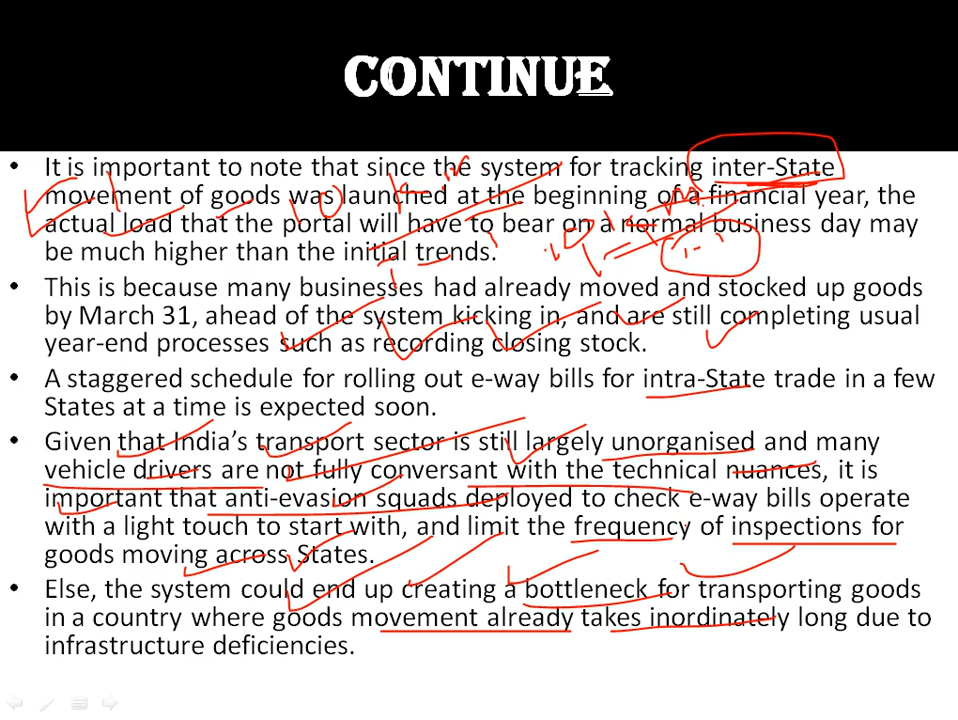 CONTINUE
• It is important to note that since the system for tracking inter-State
movement of goods was launched at the beginning of a financial year, the
actual load that the portal will have to bear on a normal business day may
be much higher than the initial trends.
• This is because many businesses had already moved and stocked up goods
by March 31, ahead of the system kicking in, and are still completing usual
year-end processes such as recording closing stock.
• A staggered schedule for rolling out e-way bills for intra-State trade in a few
States at a time is expected soon.
• Given that India's transport sector is still largely unorganised and many
vehicle drivers are not fully conversant with the technical nuances, it is
important that anti-evasion squads deployed to check e-way bills operate
with a light touch to start with, and limit the frequency of inspections for
goods moving across States.
• Else, the system could end up creating a bottleneck for transporting goods
in a country where goods movement already takes inordinately long due to
infrastructure deficiencies.